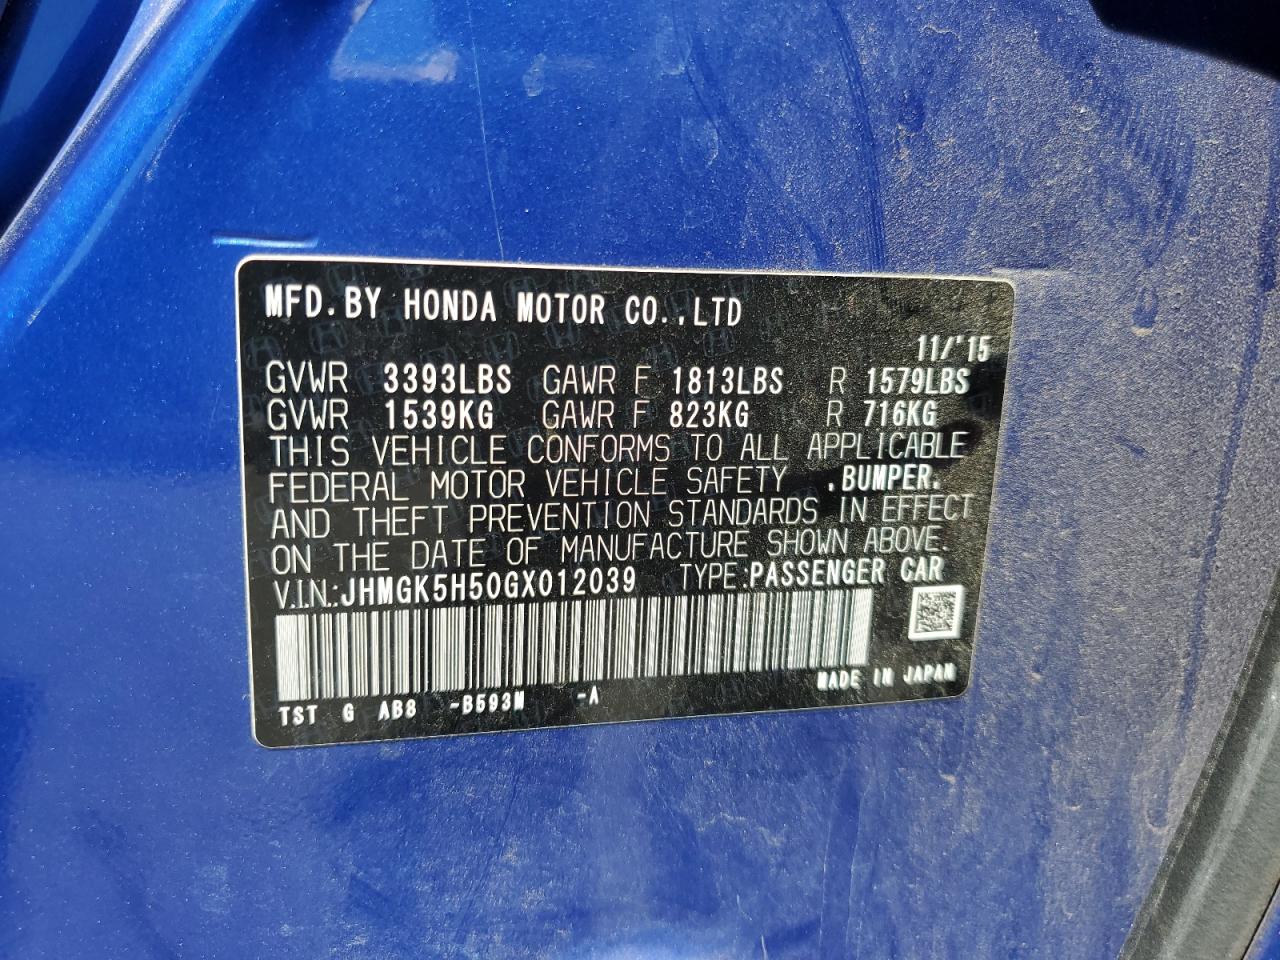 MFD.BY HONDA MOTOR CO.,LTD
11/'15
GVWR 3393LBS GAWR F 1813LBS R 1579LBS
GVWR 1539KG GAWR F 823KG R 716KG
THIS VEHICLE CONFORMS TO ALL APPLICABLE
FEDERAL MOTOR VEHICLE SAFETY .BUMPER.
AND THEFT PREVENTION STANDARDS IN EFFECT
ON THE DATE OF MANUFACTURE SHOWN ABOVE.
V.I.N.:JHMGK5H50GX012039 TYPE:PASSENGER CAR
MADE IN JAPAN
TST G AB8 -B593M -A